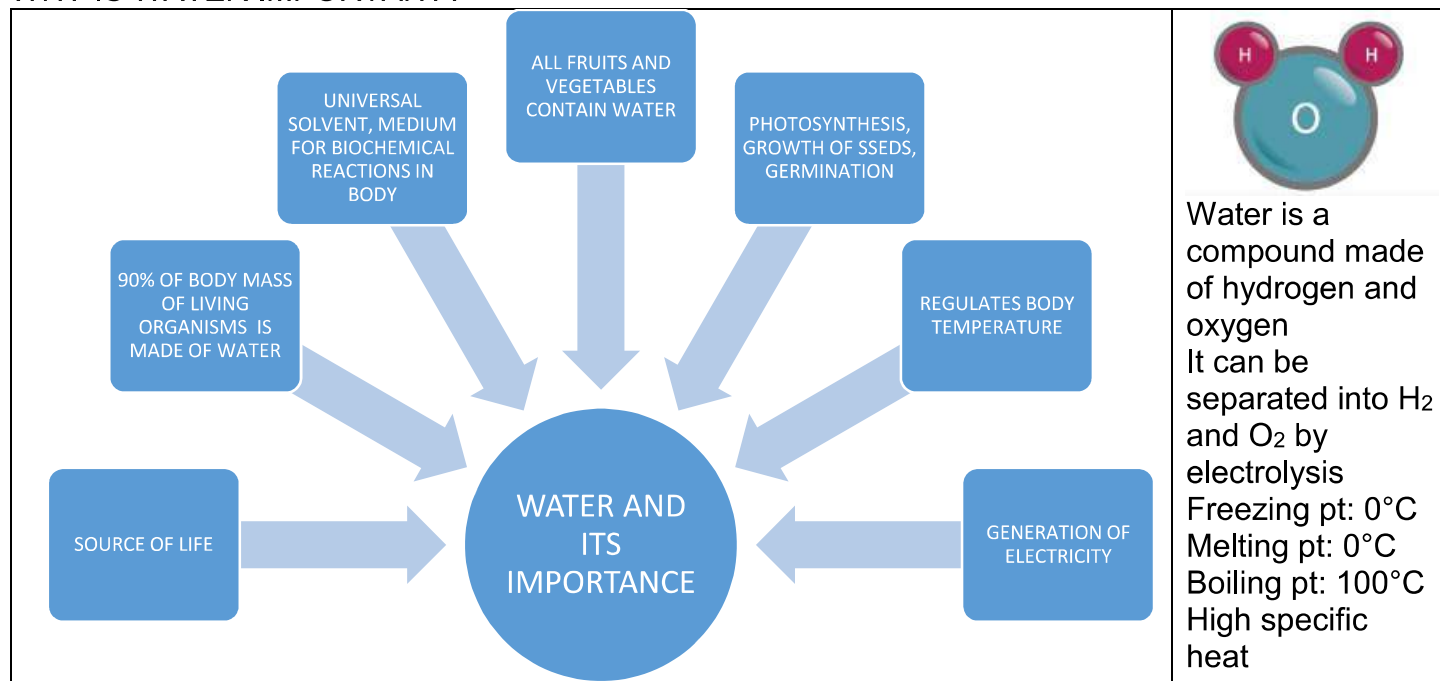 ALL FRUITS AND
VEGETABLES
CONTAIN WATER
UNIVERSAL
SOLVENT, MEDIUM
FOR BIOCHEMICAL
REACTIONS IN
BODY
PHOTOSYNTHESIS,
GROWTH OF SSEDS,
GERMINATION
90% OF BODY MASS
OF LIVING
ORGANISMS IS
MADE OF WATER
REGULATES BODY
TEMPERATURE
SOURCE OF LIFE
WATER AND
ITS
IMPORTANCE
GENERATION OF
ELECTRICITY
H
H
O
Water is a
compound made
of hydrogen and
oxygen
It can be
separated into H2
and O2 by
electrolysis
Freezing pt: 0°C
Melting pt: 0°C
Boiling pt: 100°C
High specific
heat